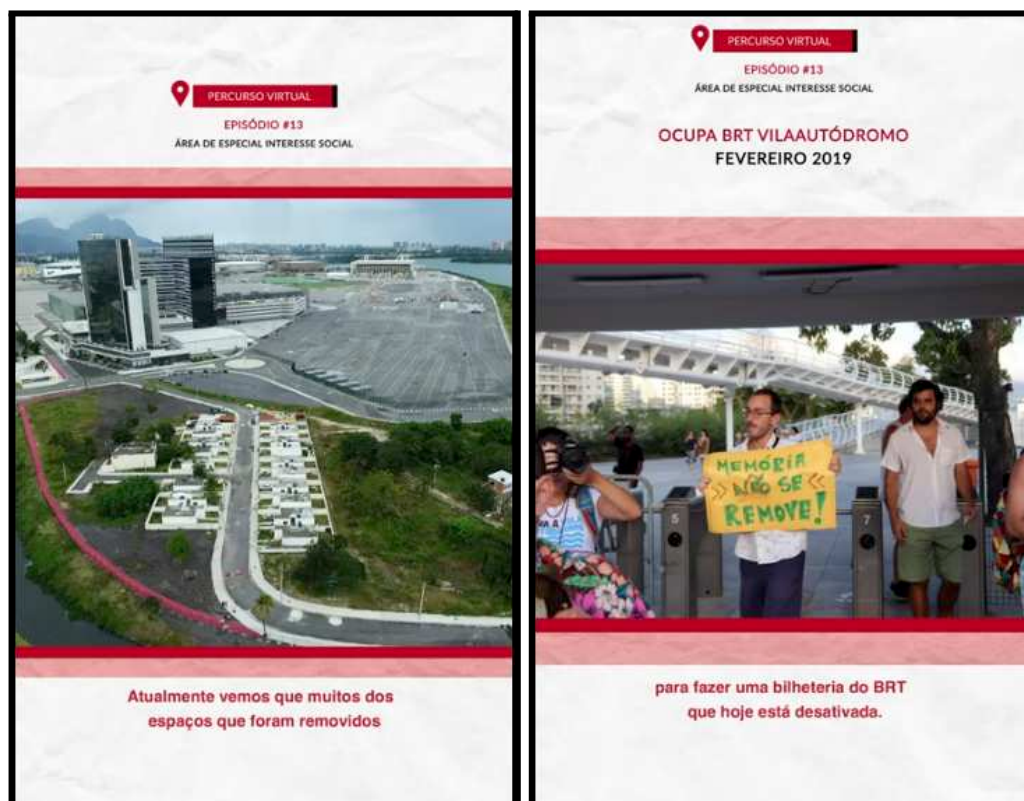 PERCURSO VIRTUAL
EPISÓDIO #13
ÁREA DE ESPECIAL INTERESSE SOCIAL
Atualmente vemos que muitos dos
espaços que foram removidos
PERCURSO VIRTUAL
EPISÓDIO #13
ÁREA DE ESPECIAL INTERESSE SOCIAL
OCUPA BRT VILAAUTÓDROMO
FEVEREIRO 2019
MEMÓRIA
NÃO SE
REMOVE!
5
7
para fazer uma bilheteria do BRT
que hoje está desativada.